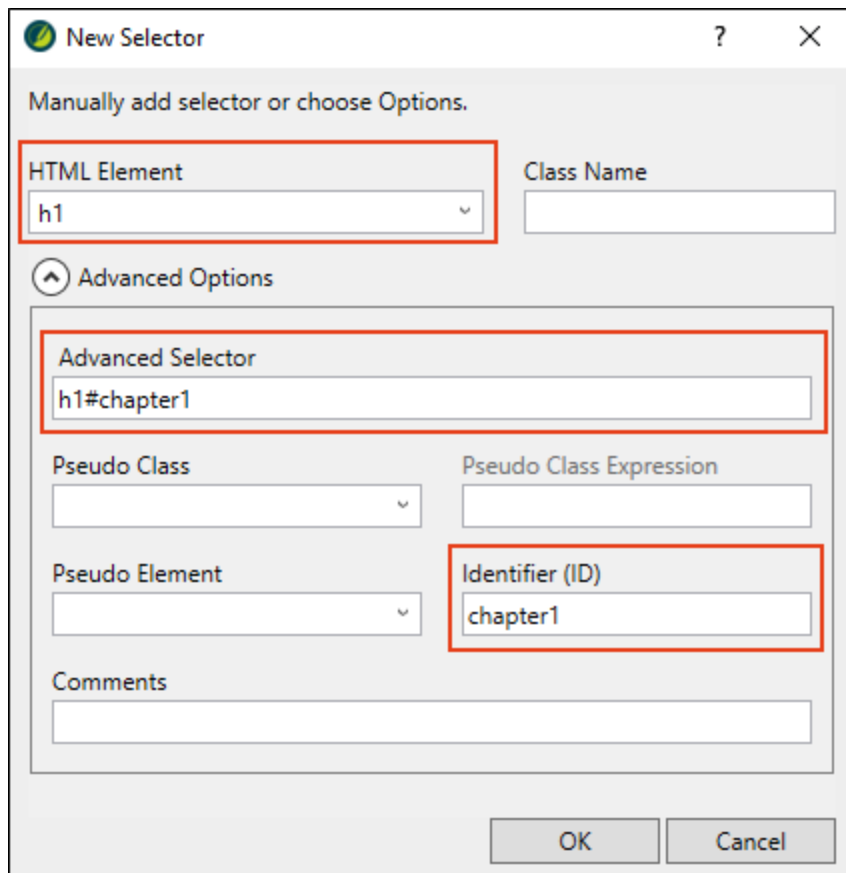 New Selector
?
Manually add selector or choose Options.
HTML Element
Class Name
h1
Advanced Options
Advanced Selector
h1#chapter1
Pseudo Class
Pseudo Class Expression
Pseudo Element
Identifier (ID)
chapter1
Comments
OK
Cancel